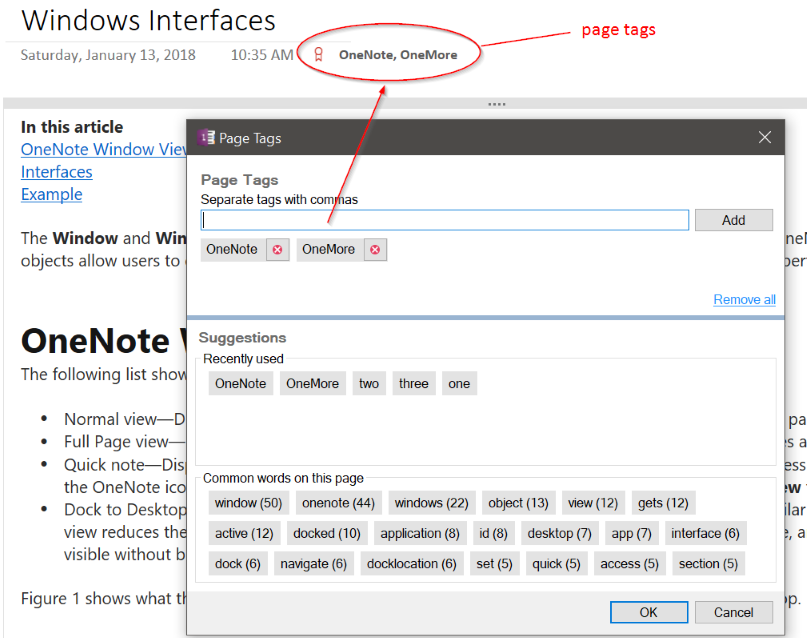 Windows Interfaces
page tags
Saturday, January 13, 2018 10:35 AM OneNote, OneMore
In this article
OneNote Window
Interfaces
Example
The Window and
objects allow users to
OneNote
The following list show
• Normal view—
• Full Page view—
• Quick note—
the OneNote
• Dock to Desktop
view reduces the
visible without
Figure 1 shows what
Page Tags
Page Tags
Separate tags with commas
Add
OneNote OneMore
Remove all
Suggestions
Recently used
OneNote OneMore two three one
Common words on this page
window (50) onenote (44) windows (22) object (13) view (12) gets (12)
active (12) docked (10) application (8) id (8) desktop (7) app (7) interface (6)
dock (6) navigate (6) docklocation (6) set (5) quick (5) access (5) section (5)
OK Cancel